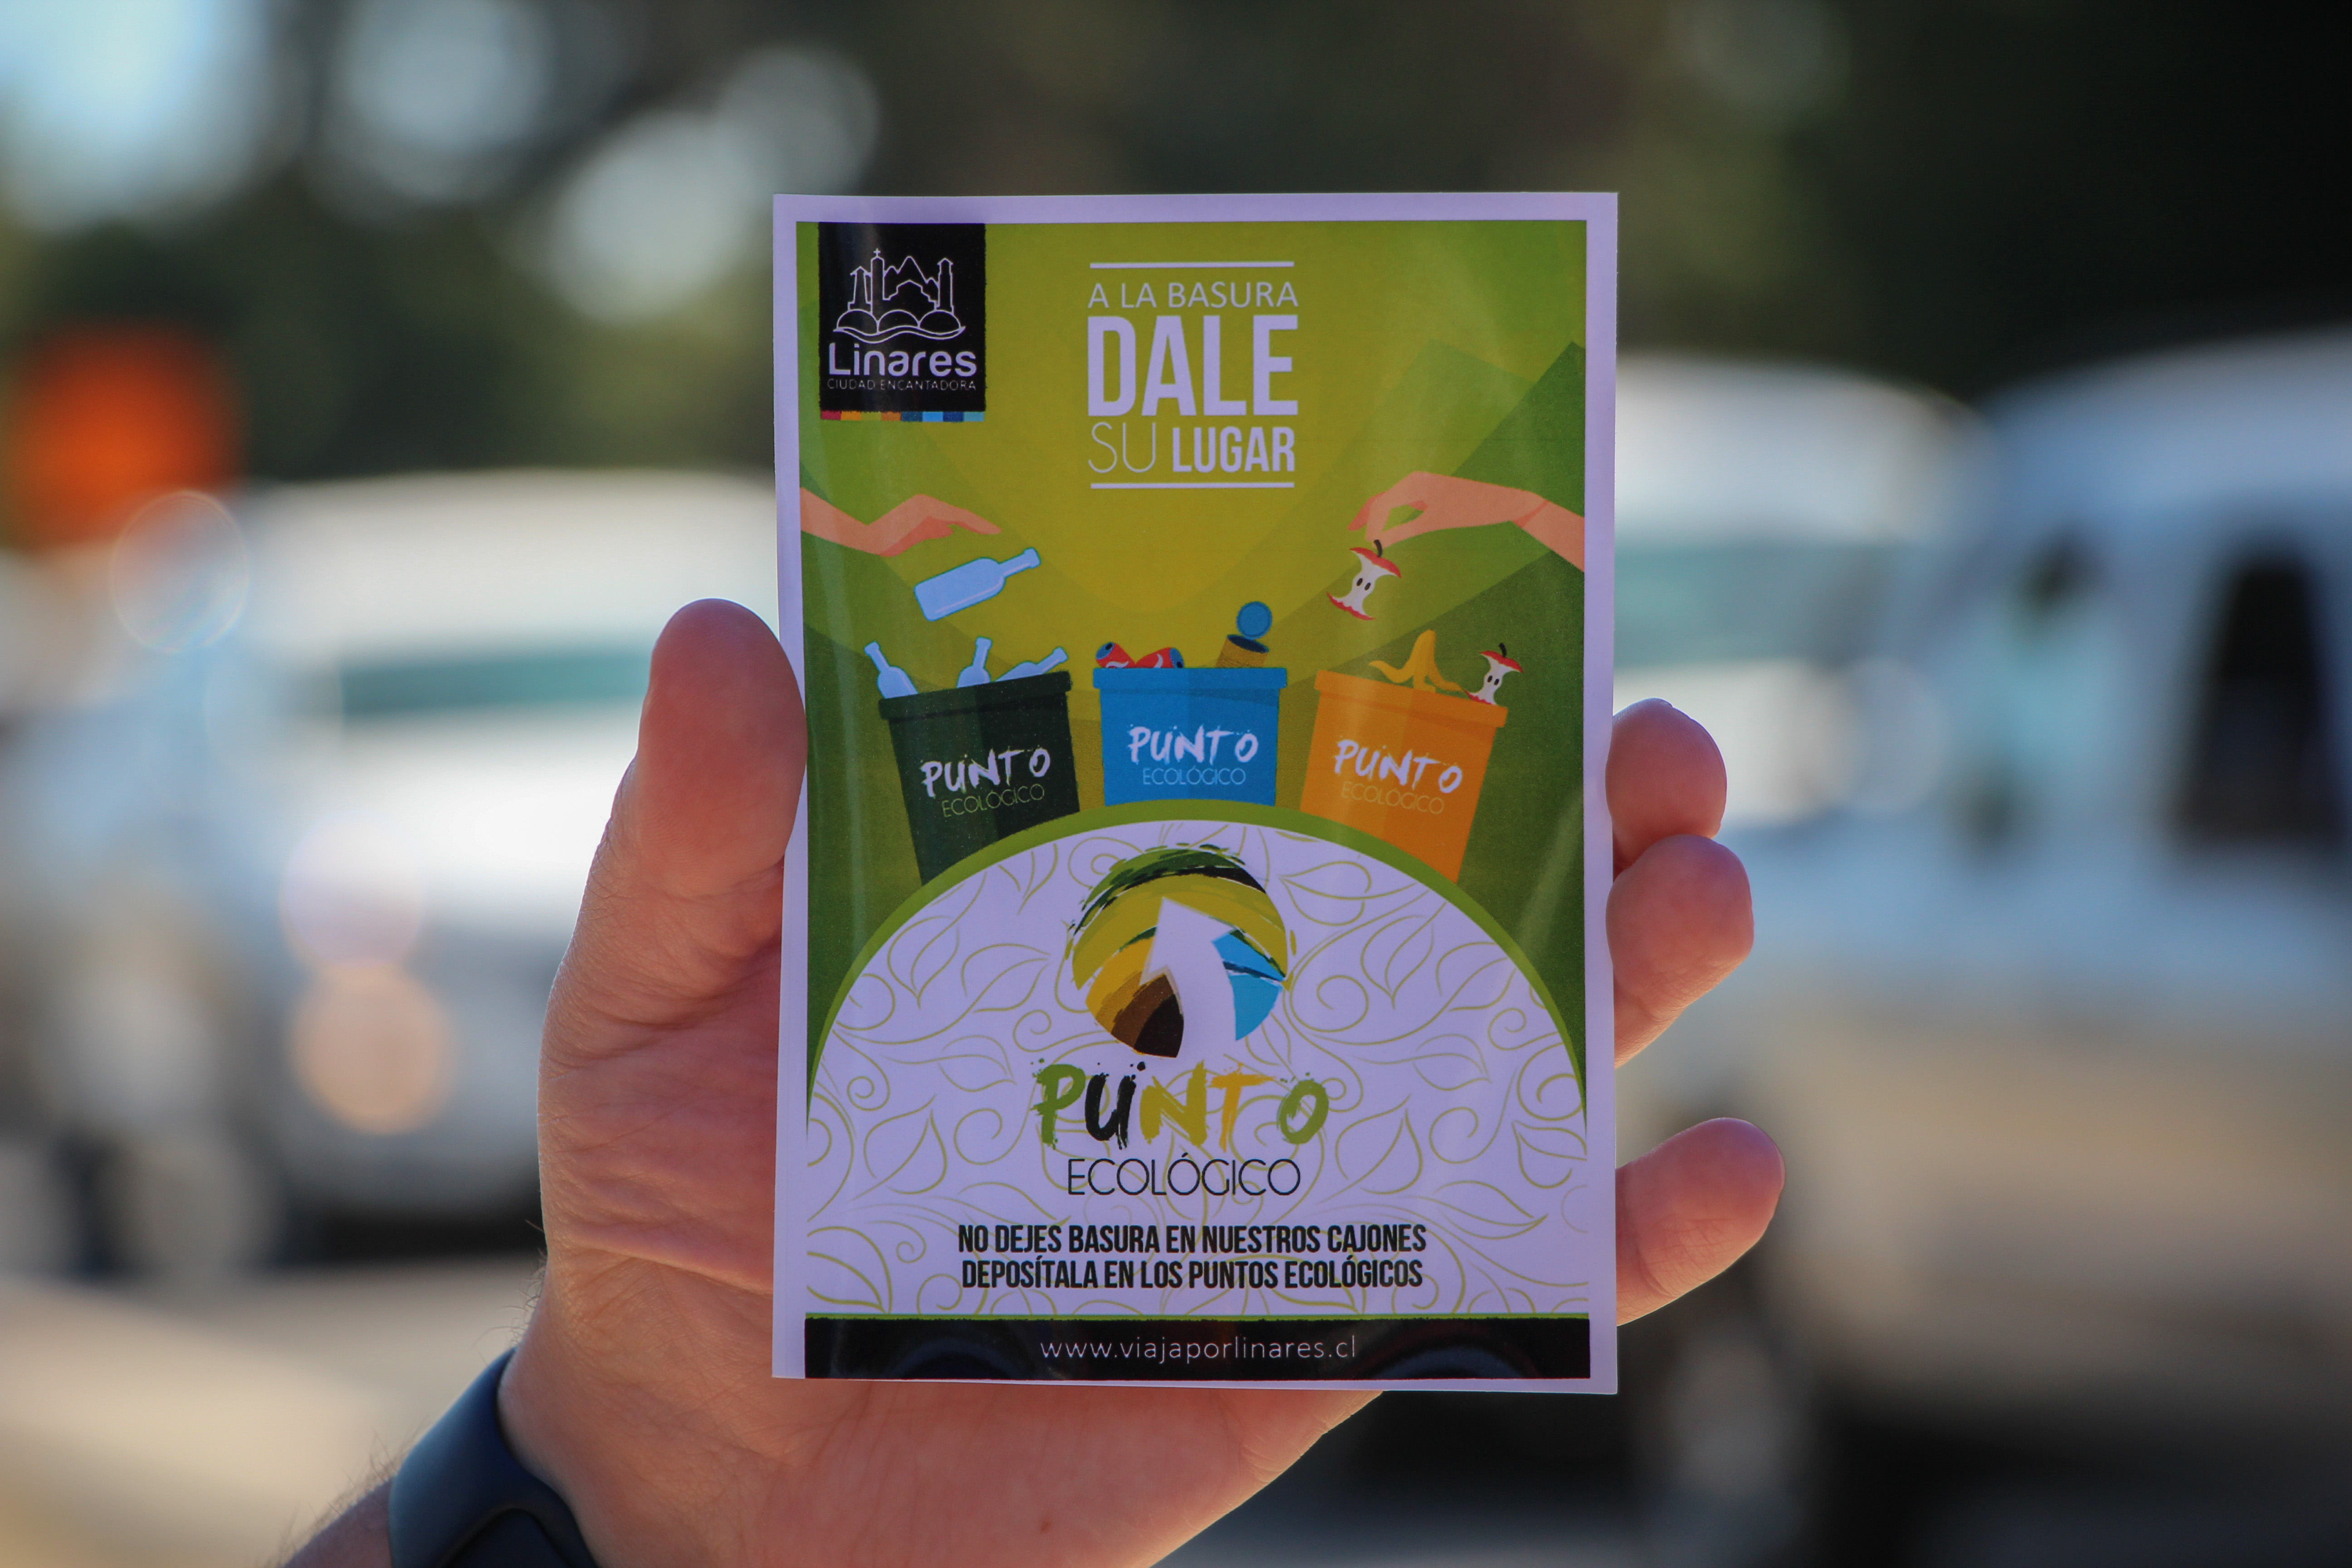 Linares
CIUDAD ENCANTADORA
A LA BASURA
DALE
SU LUGAR
PUNTO
ECOLÓGICO
PUNTO
ECOLÓGICO
PUNTO
ECOLÓGICO
PUNTO
ECOLÓGICO
NO DEJES BASURA EN NUESTROS CAJONES
DEPOSÍTALA EN LOS PUNTOS ECOLÓGICOS
www.viajaporlinares.cl